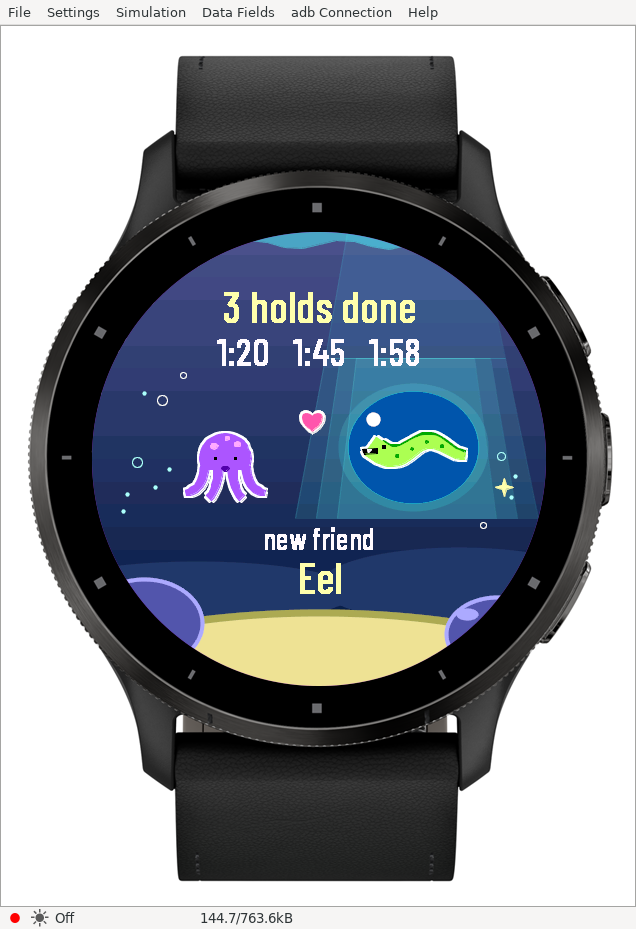 File Settings Simulation Data Fields adb Connection Help
3 holds done
1:20 1:45 1:58
new friend
Eel
Off 144.7/763.6kB